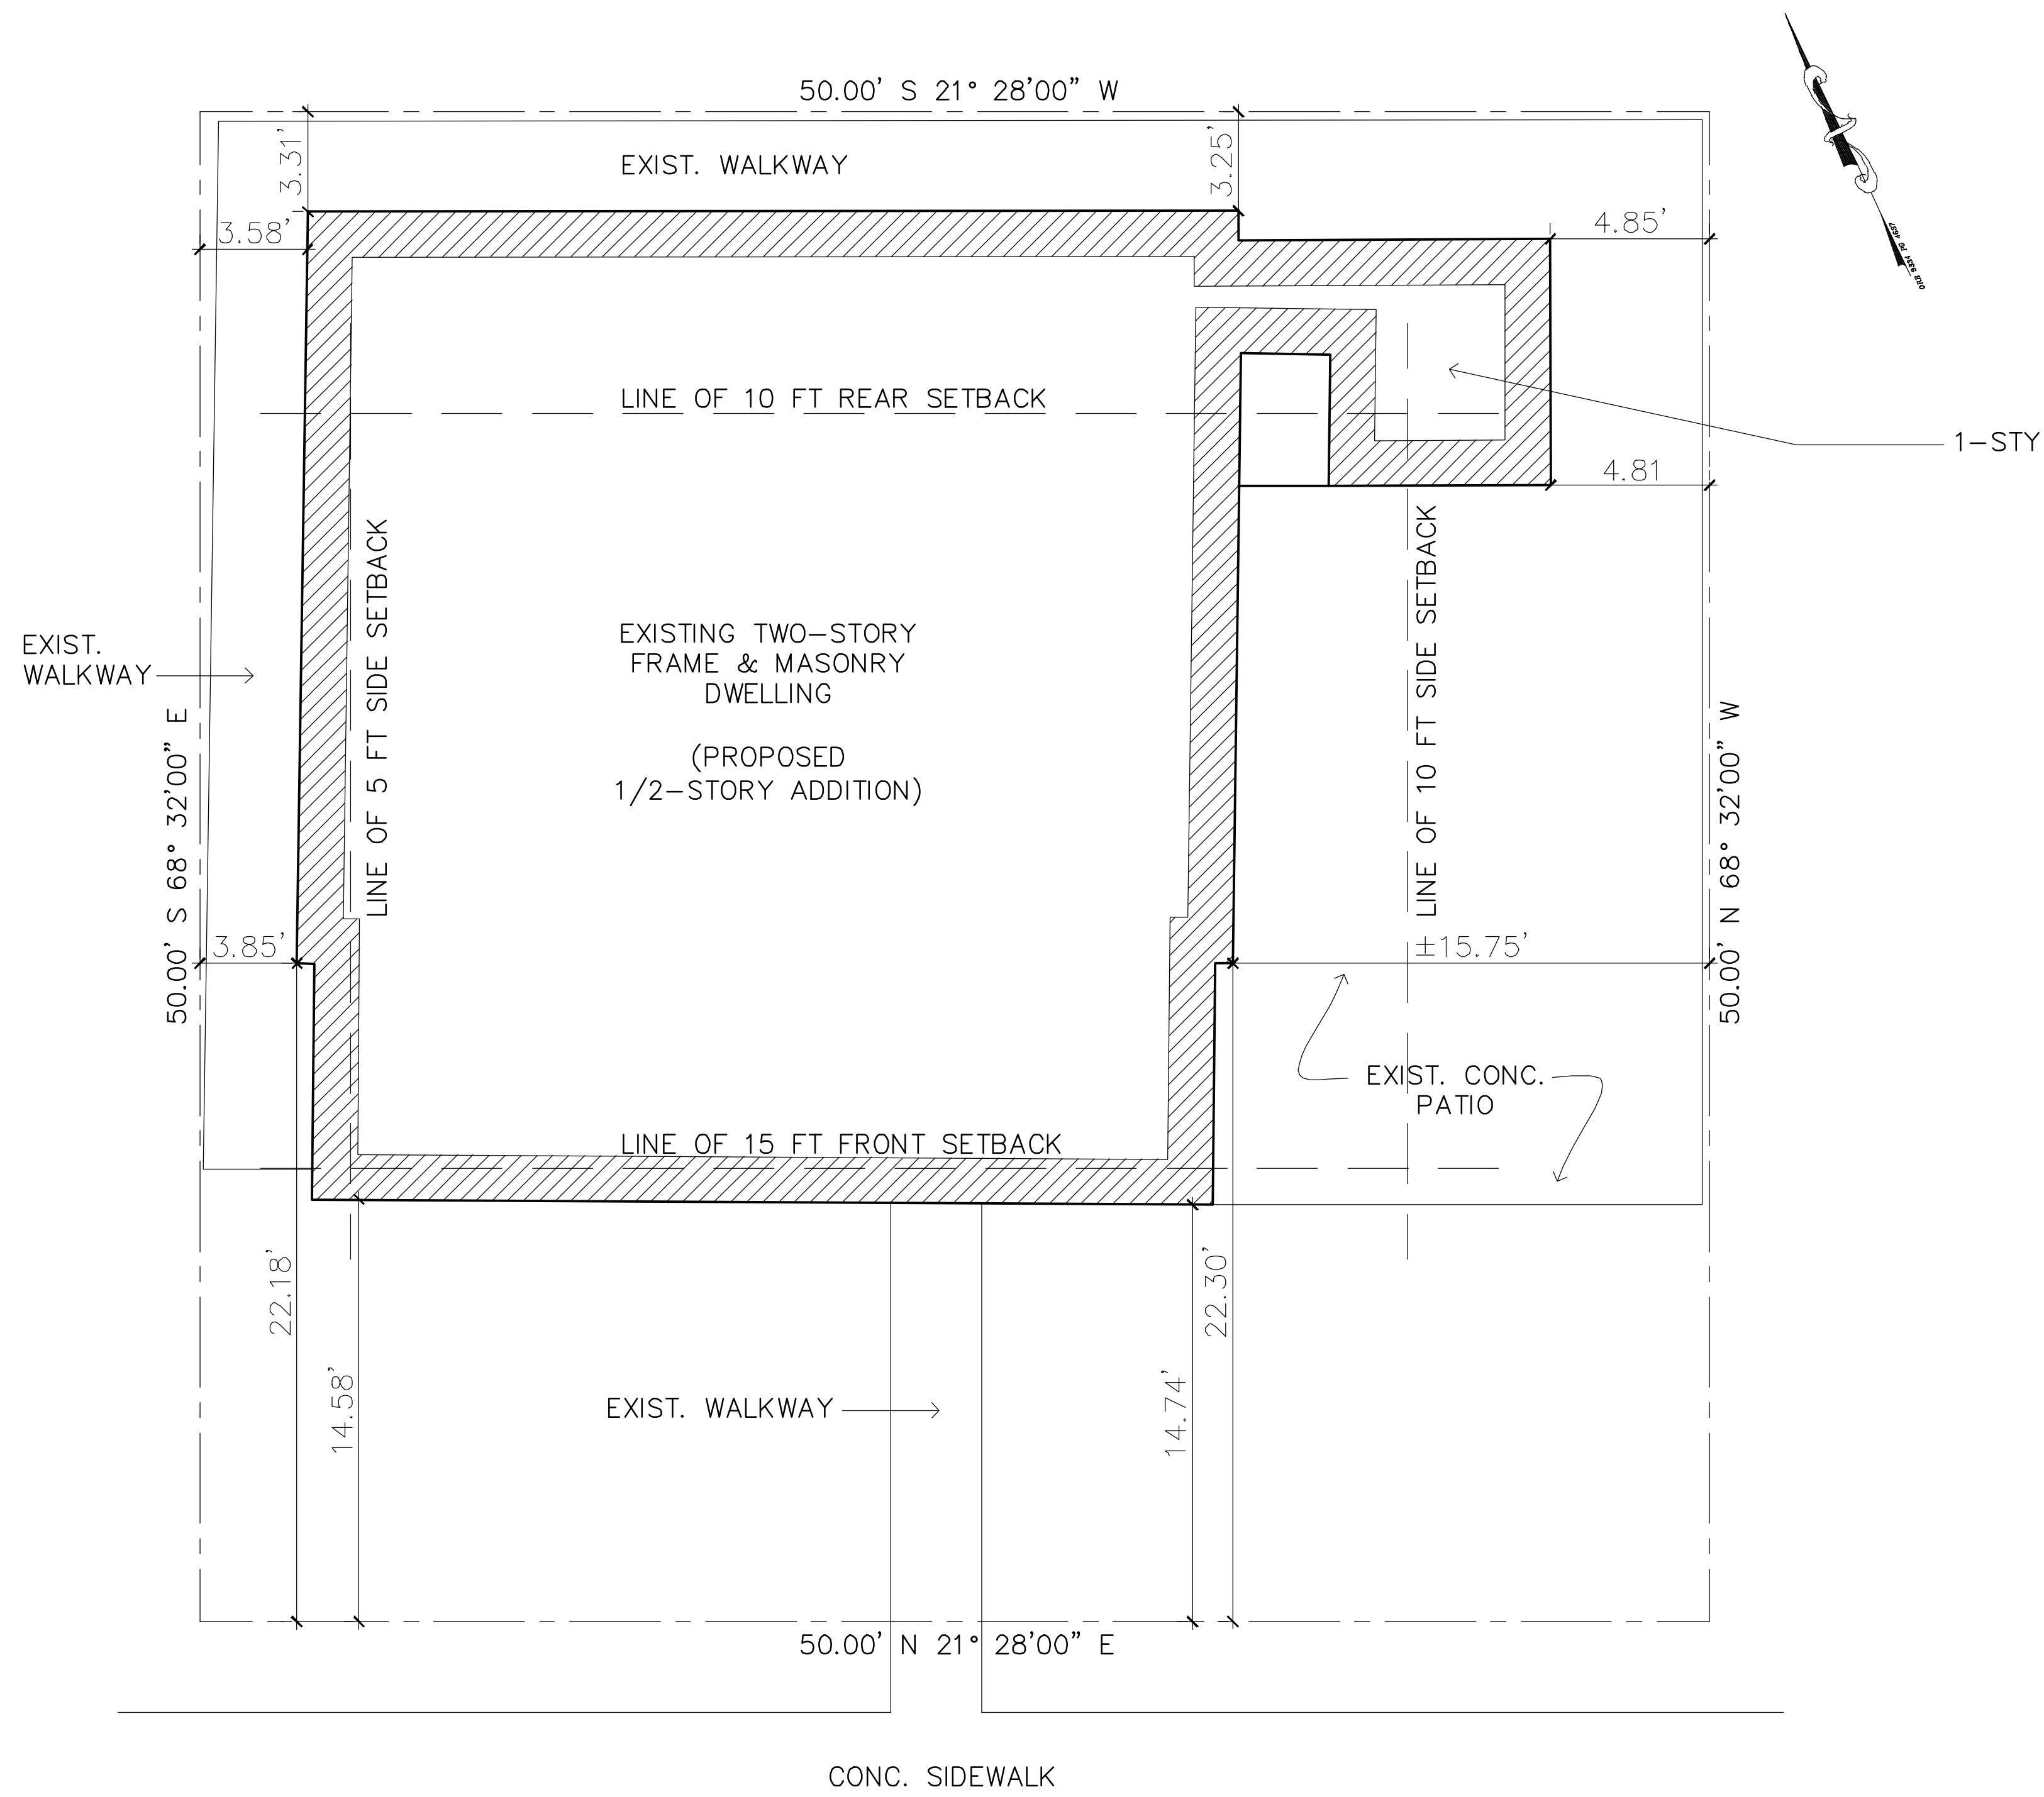 50.00' S 21° 28'00" W
3.31'
EXIST. WALKWAY
3.25'
3.58'
4.85'
ORB 9334
PG 4697
LINE OF 10 FT REAR SETBACK
1-STY
4.81
LINE OF 5 FT SIDE SETBACK
LINE OF 10 FT SIDE SETBACK
EXISTING TWO-STORY
FRAME & MASONRY
DWELLING
(PROPOSED
1/2-STORY ADDITION)
EXIST.
WALKWAY
50.00' S 68° 32'00" E
50.00' N 68° 32'00" W
3.85'
±15.75'
EXIST. CONC.
PATIO
LINE OF 15 FT FRONT SETBACK
22.18'
22.30'
14.58'
14.74'
EXIST. WALKWAY
50.00' N 21° 28'00" E
CONC. SIDEWALK